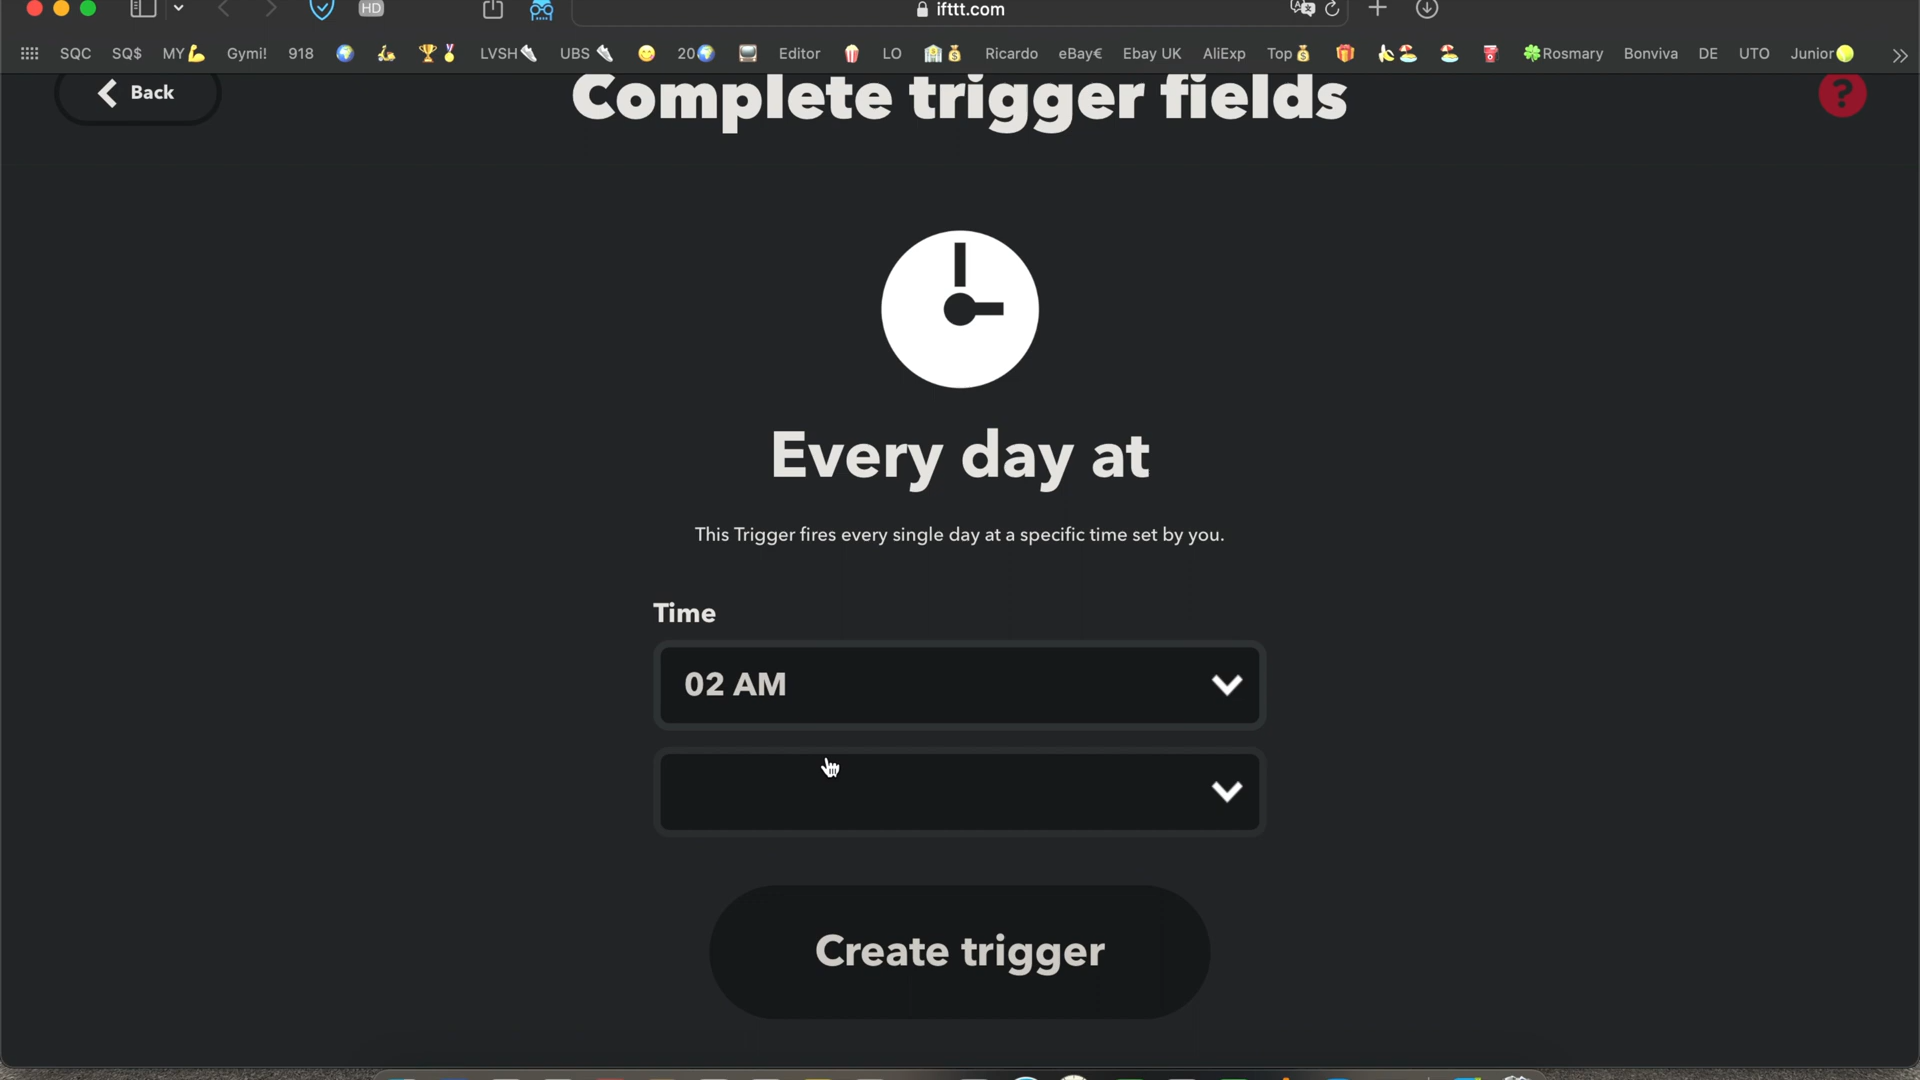 HD
ifttt.com
SQC SQ$ MY💪 Gymi! 918 LVSH UBS 20🌍 Editor LO Ricardo eBay€ Ebay UK AliExp Top💰 🍀Rosmary Bonviva DE UTO Junior
Back
Complete trigger fields
?
Every day at
This Trigger fires every single day at a specific time set by you.
Time
02 AM
Create trigger